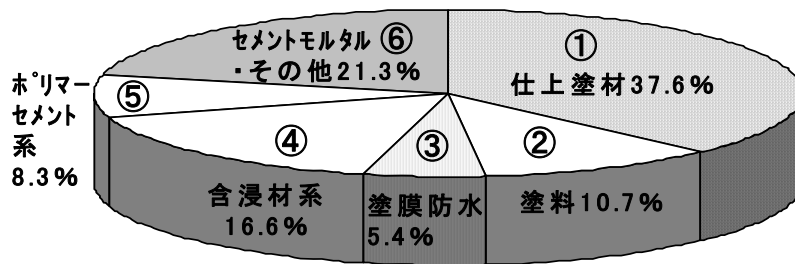 セメントモルタル ⑥
・その他21.3%
①
仕上塗材37.6%
ポリマー
セメント
系
8.3%
⑤
④
含浸材系
16.6%
③
塗膜防水
5.4%
②
塗料10.7%